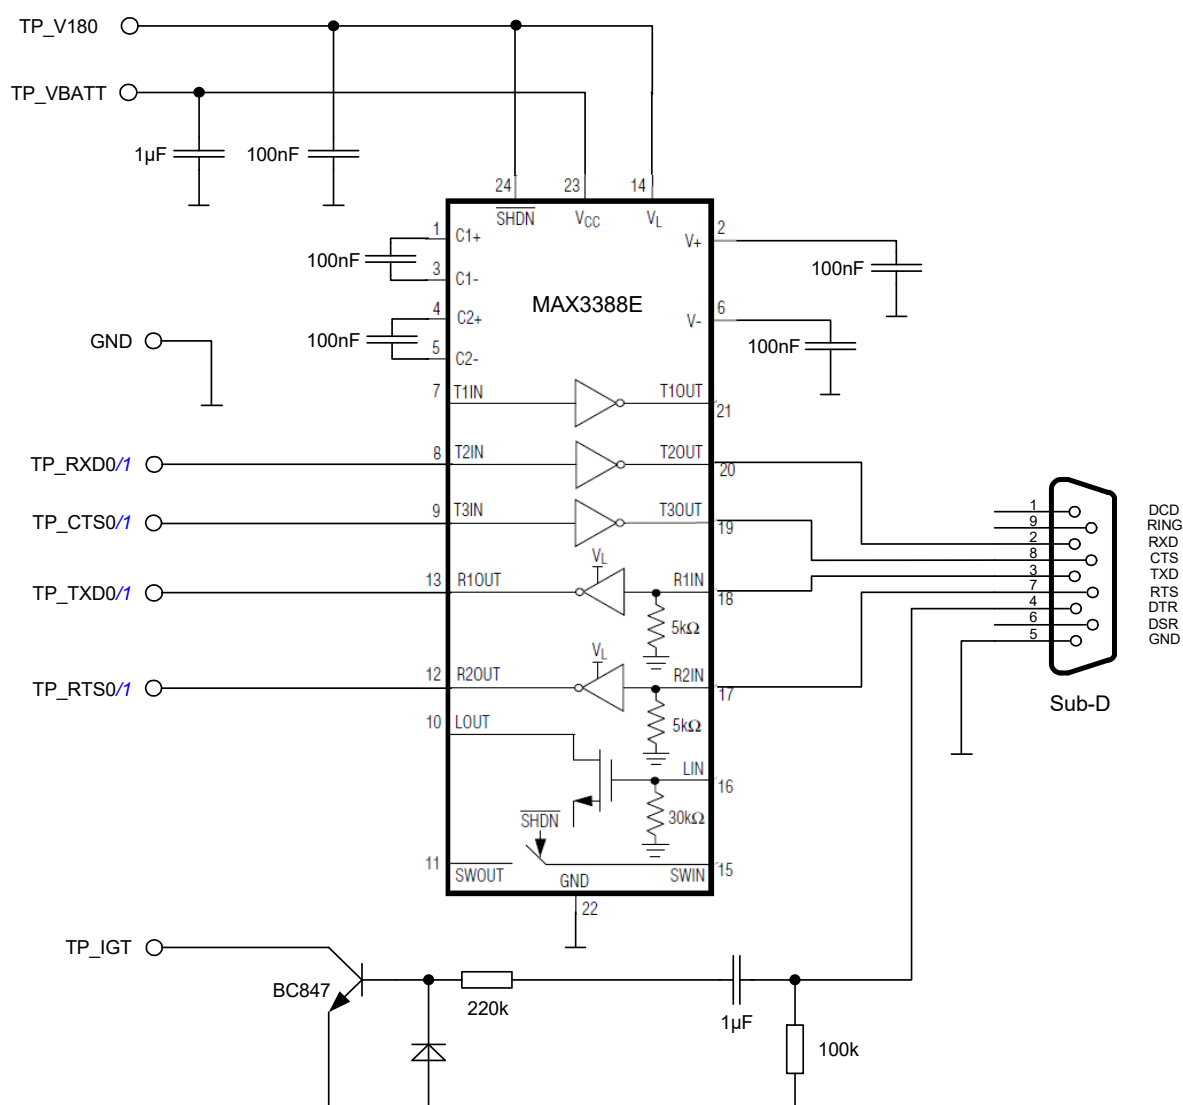 TP_V180
TP_VBATT
1µF
100nF
24
23
14
SHDN
VCC
VL
1
C1+
100nF
3
C1-
4
C2+
100nF
5
C2-
V+
2
100nF
MAX3388E
V-
6
100nF
GND
7
T1IN
T1OUT
21
TP_RXD0/1
8
T2IN
T2OUT
20
TP_CTS0/1
9
T3IN
T3OUT
19
VL
TP_TXD0/1
13
R1OUT
R1IN
18
5kΩ
VL
TP_RTS0/1
12
R2OUT
R2IN
17
5kΩ
10
LOUT
LIN
16
30kΩ
SHDN
11
SWOUT
GND
SWIN
15
22
1
DCD
9
RING
2
RXD
8
CTS
3
TXD
7
RTS
4
DTR
6
DSR
5
GND
Sub-D
TP_IGT
BC847
220k
1µF
100k